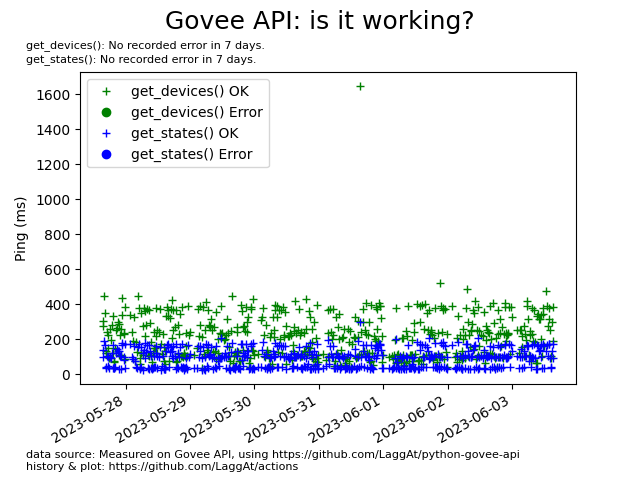 Govee API: is it working?
get_devices(): No recorded error in 7 days.
get_states(): No recorded error in 7 days.
get_devices() OK
get_devices() Error
get_states() OK
get_states() Error
Ping (ms)
1600
1400
1200
1000
800
600
400
200
0
2023-05-28
2023-05-29
2023-05-30
2023-05-31
2023-06-01
2023-06-02
2023-06-03
data source: Measured on Govee API, using https://github.com/LaggAt/python-govee-api
history & plot: https://github.com/LaggAt/actions